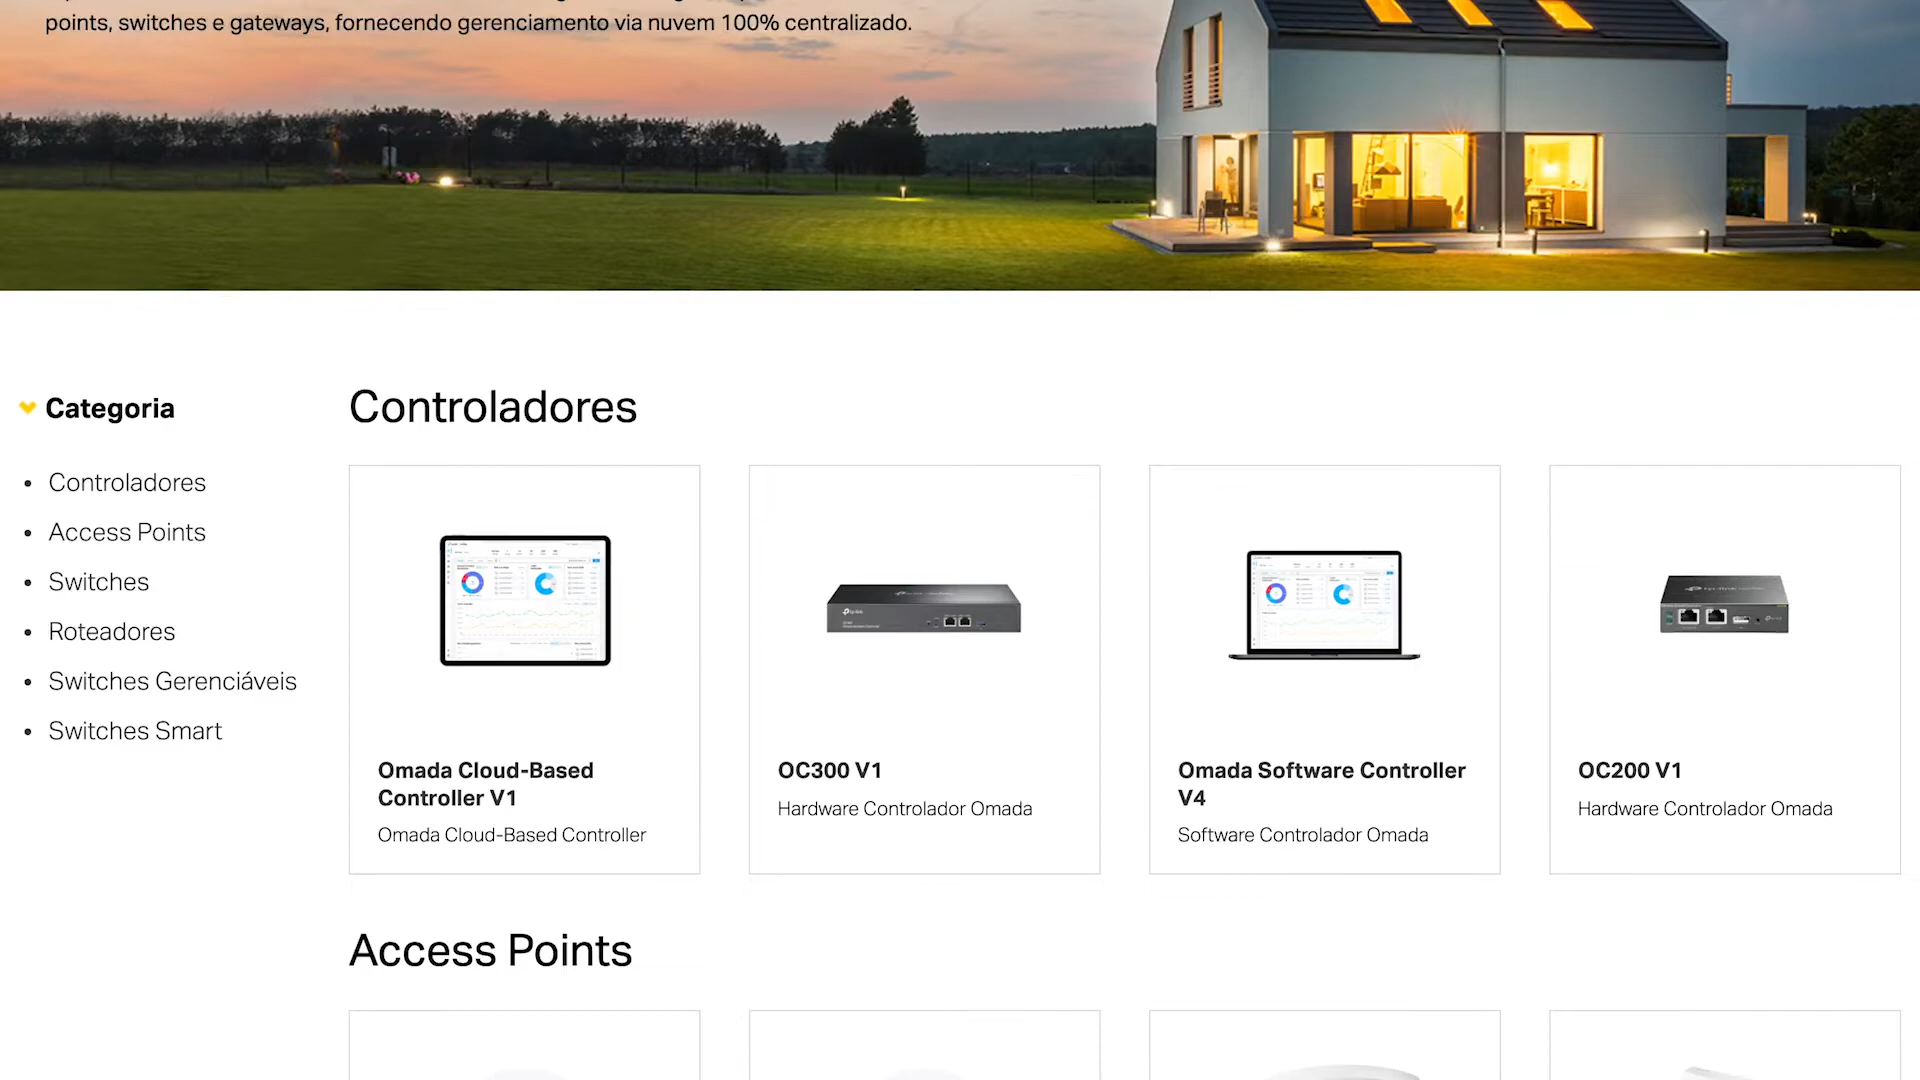 points, switches e gateways, fornecendo gerenciamento via nuvem 100% centralizado.
Categoria
Controladores
Access Points
Switches
Roteadores
Switches Gerenciáveis
Switches Smart
Controladores
Omada Cloud-Based
Controller V1
Omada Cloud-Based Controller
OC300 V1
Hardware Controlador Omada
Omada Software Controller
V4
Software Controlador Omada
OC200 V1
Hardware Controlador Omada
Access Points